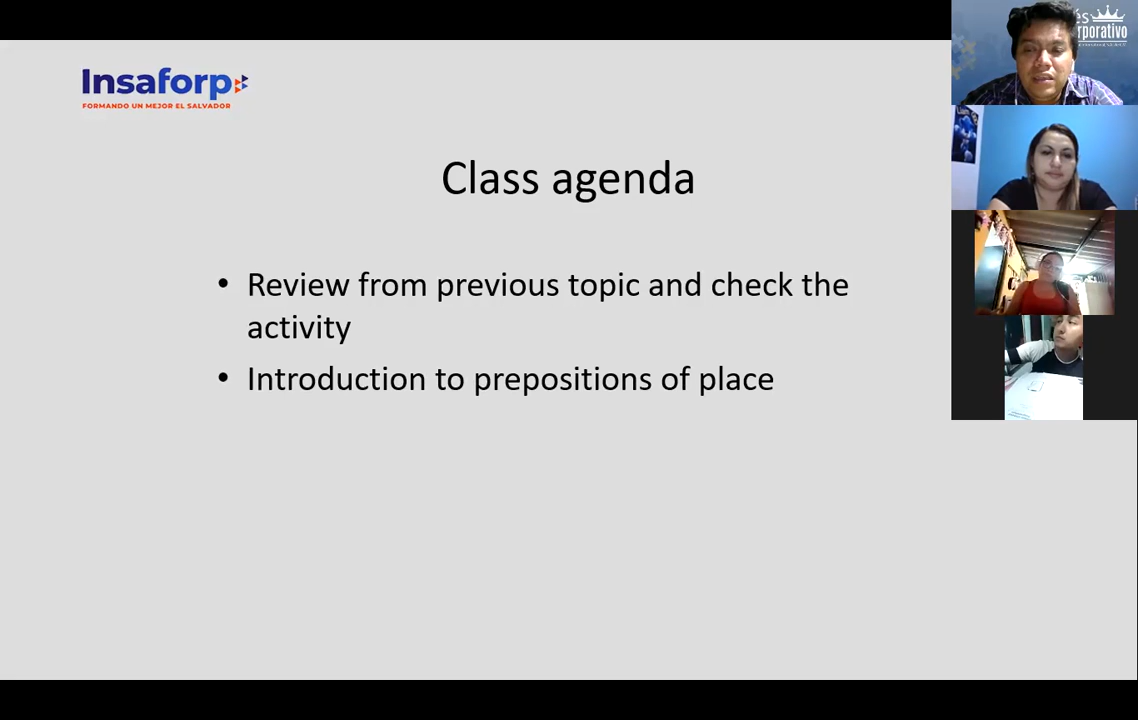 Insaforp
FORMANDO UN MEJOR EL SALVADOR
Class agenda
• Review from previous topic and check the
activity
• Introduction to prepositions of place